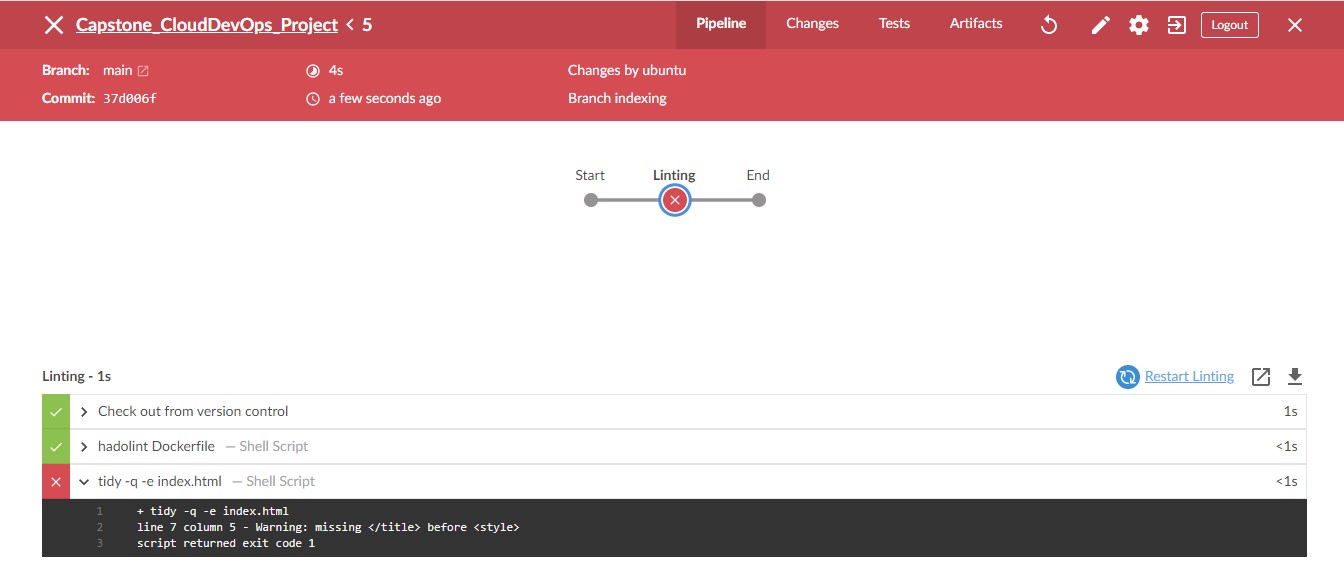 Capstone_CloudDevOps_Project < 5 Pipeline Changes Tests Artifacts Logout
Branch: main 4s Changes by ubuntu
Commit: 37d006f a few seconds ago Branch indexing
Start Linting End
Linting - 1s Restart Linting
Check out from version control 1s
hadolint Dockerfile — Shell Script <1s
tidy -q -e index.html — Shell Script <1s
1 + tidy -q -e index.html
2 line 7 column 5 - Warning: missing </title> before <style>
3 script returned exit code 1